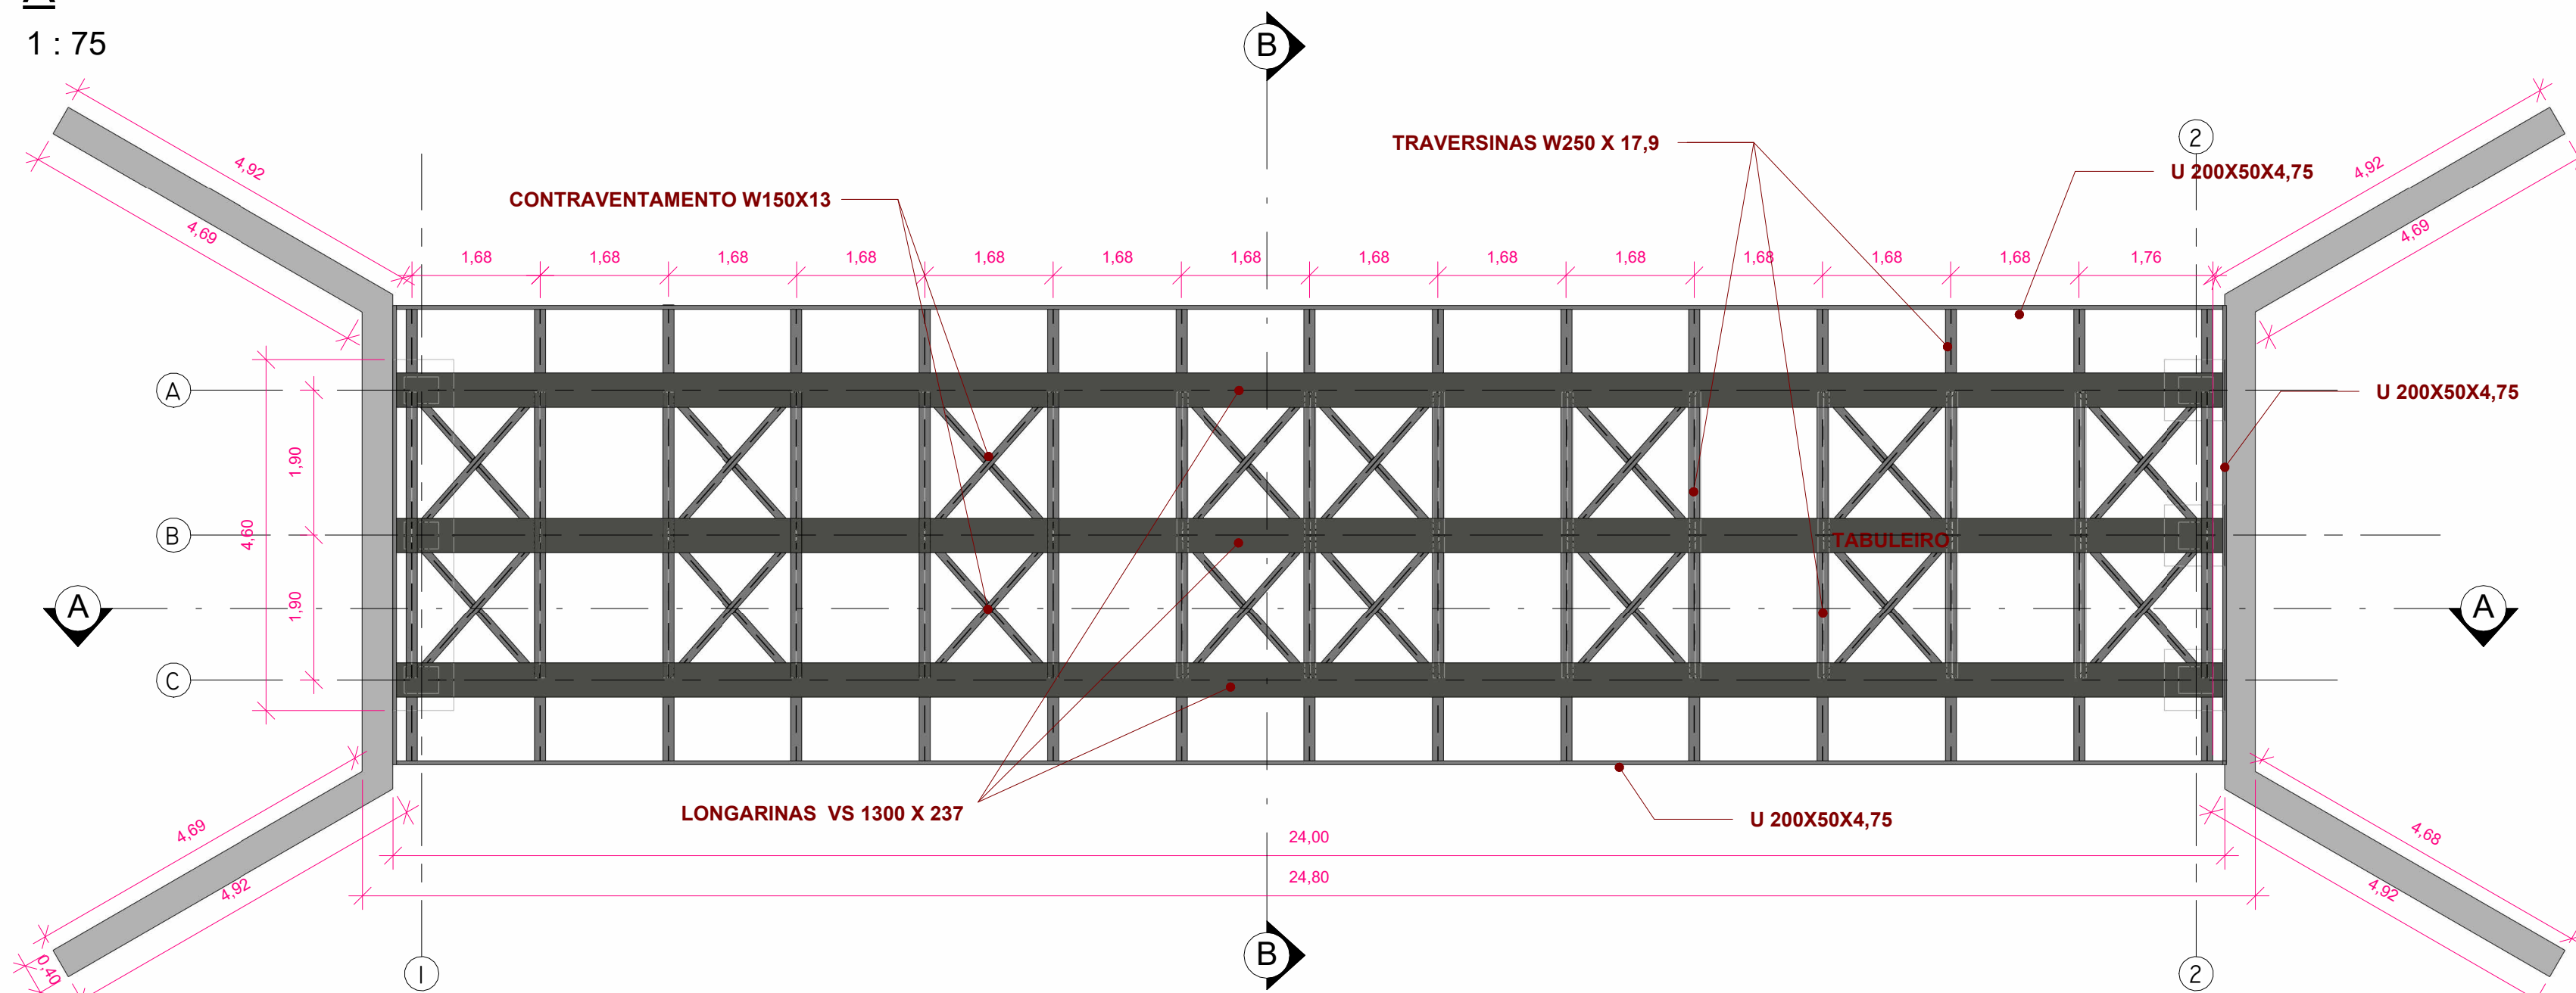 1 : 75
B
2
TRAVERSINAS W250 X 17,9
U 200X50X4,75
CONTRAVENTAMENTO W150X13
4,92
4,69
4,92
4,69
1,68 1,68 1,68 1,68 1,68 1,68 1,68 1,68 1,68 1,68 1,68 1,68 1,68 1,76
A
U 200X50X4,75
1,90
4,60
B
TABULEIRO
1,90
A
A
C
LONGARINAS VS 1300 X 237
U 200X50X4,75
4,69
4,92
24,00
24,80
4,68
4,92
0,40
1
B
2